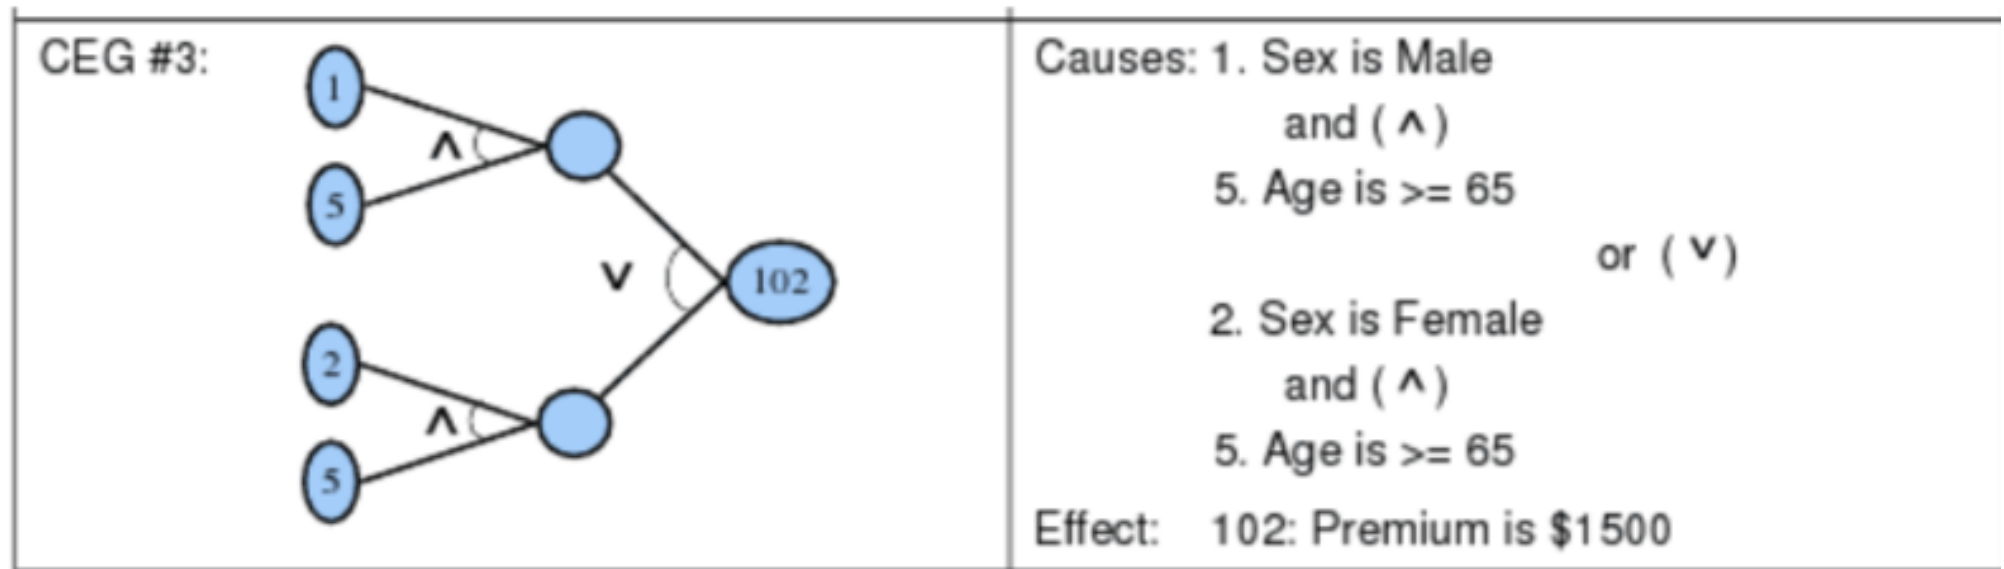 CEG #3:
1
∧
5
∨
102
2
∧
5
Causes: 1. Sex is Male
and ( ∧ )
5. Age is >= 65
or ( ∨ )
2. Sex is Female
and ( ∧ )
5. Age is >= 65
Effect: 102: Premium is $1500